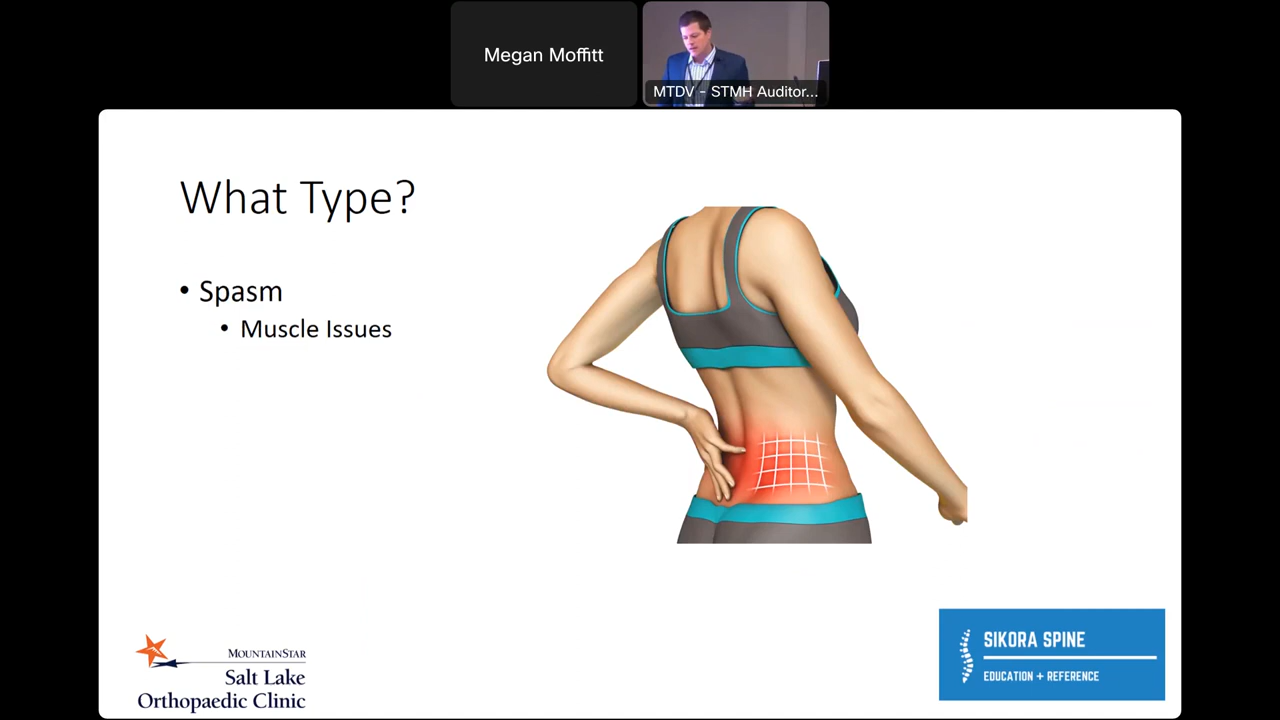 Megan Moffitt
MTDV - STMH Auditor...
What Type?
• Spasm
• Muscle Issues
MOUNTAINSTAR
Salt Lake
Orthopaedic Clinic
SIKORA SPINE
EDUCATION + REFERENCE